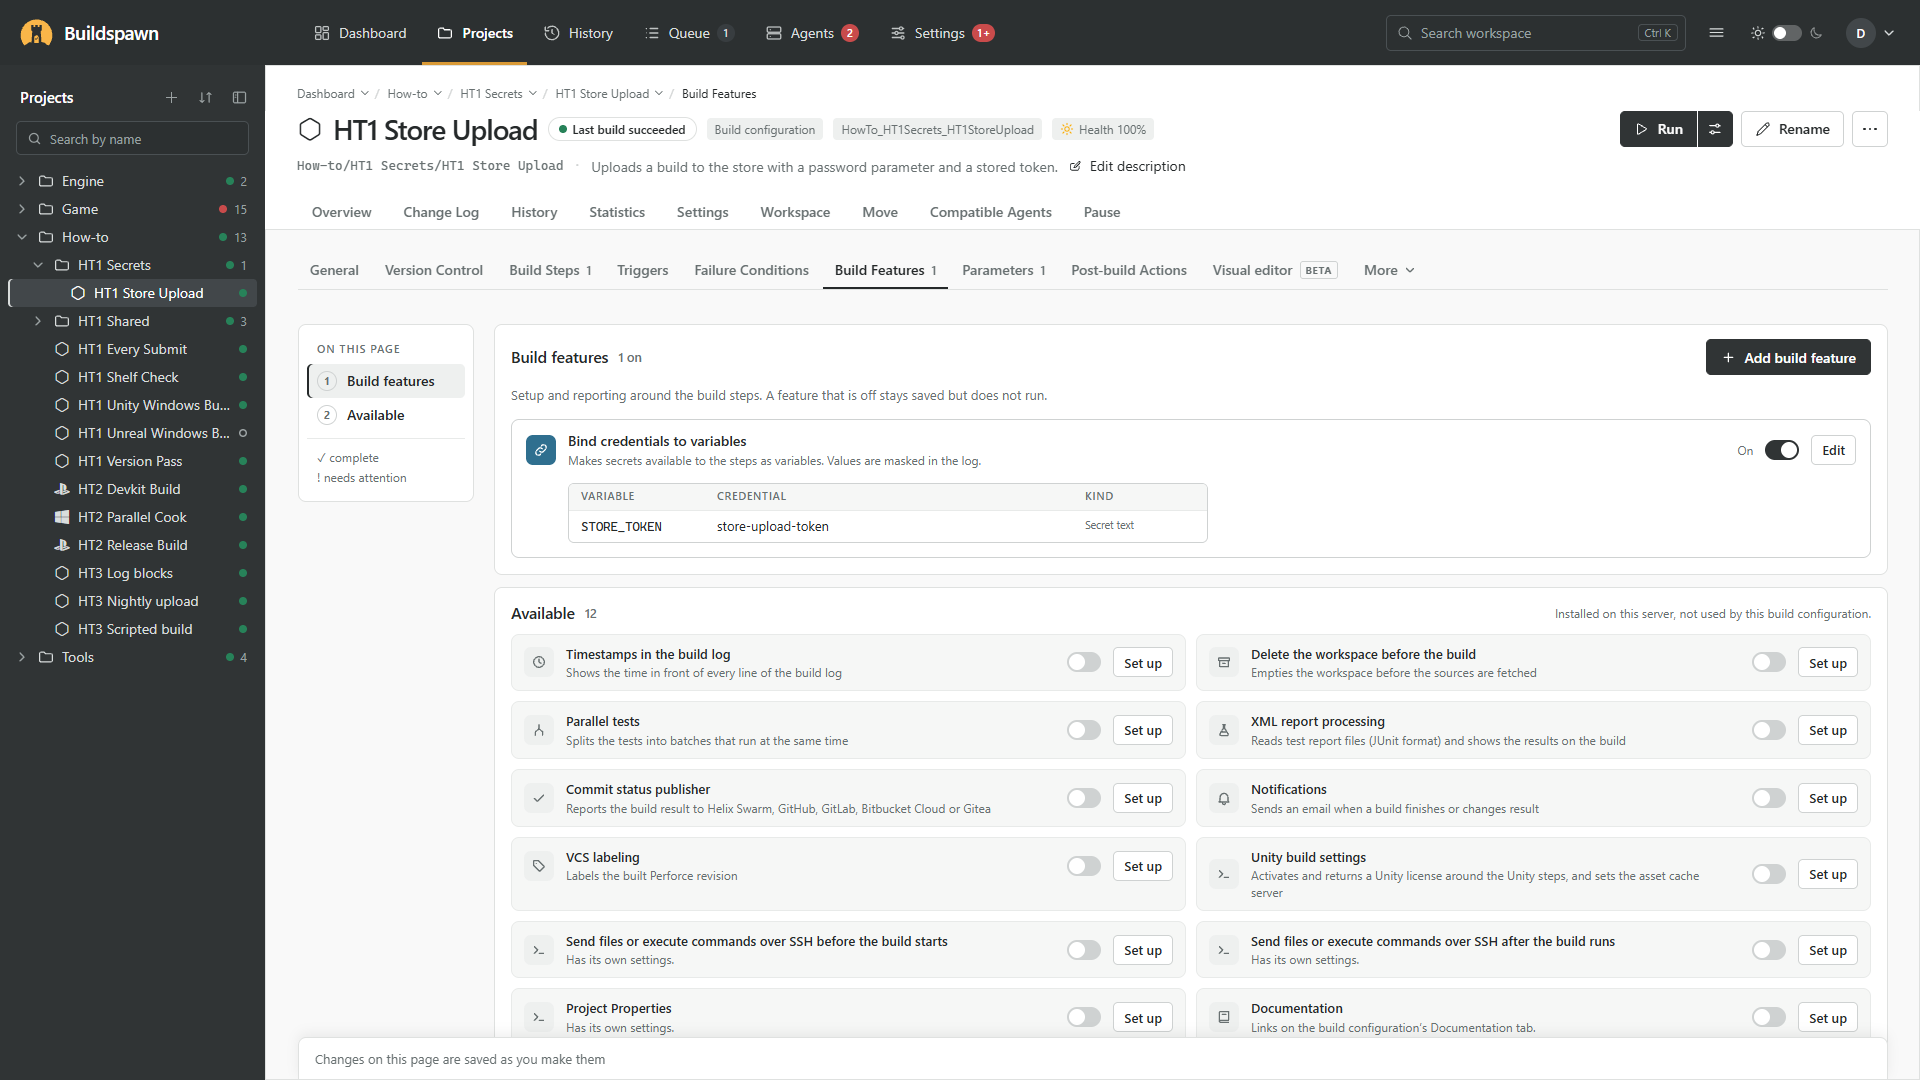 Buildspawn
Dashboard
Projects
History
Queue 1
Agents 2
Settings 1+
Search workspace Ctrl K
D
Projects
Search by name
Engine 2
Game 15
How-to 13
HT1 Secrets 1
HT1 Store Upload
HT1 Shared 3
HT1 Every Submit
HT1 Shelf Check
HT1 Unity Windows Bu...
HT1 Unreal Windows B...
HT1 Version Pass
HT2 Devkit Build
HT2 Parallel Cook
HT2 Release Build
HT3 Log blocks
HT3 Nightly upload
HT3 Scripted build
Tools 4
Dashboard / How-to / HT1 Secrets / HT1 Store Upload / Build Features
HT1 Store Upload
Last build succeeded
Build configuration
HowTo_HT1Secrets_HT1StoreUpload
Health 100%
Run
Rename
How-to/HT1 Secrets/HT1 Store Upload · Uploads a build to the store with a password parameter and a stored token. Edit description
Overview Change Log History Statistics Settings Workspace Move Compatible Agents Pause
General Version Control Build Steps 1 Triggers Failure Conditions Build Features 1 Parameters 1 Post-build Actions Visual editor BETA More
ON THIS PAGE
1 Build features
2 Available
✓ complete
! needs attention
Build features 1 on
Add build feature
Setup and reporting around the build steps. A feature that is off stays saved but does not run.
Bind credentials to variables
Makes secrets available to the steps as variables. Values are masked in the log.
On
Edit
VARIABLE CREDENTIAL KIND
STORE_TOKEN store-upload-token Secret text
Available 12
Installed on this server, not used by this build configuration.
Timestamps in the build log
Shows the time in front of every line of the build log
Set up
Delete the workspace before the build
Empties the workspace before the sources are fetched
Set up
Parallel tests
Splits the tests into batches that run at the same time
Set up
XML report processing
Reads test report files (JUnit format) and shows the results on the build
Set up
Commit status publisher
Reports the build result to Helix Swarm, GitHub, GitLab, Bitbucket Cloud or Gitea
Set up
Notifications
Sends an email when a build finishes or changes result
Set up
VCS labeling
Labels the built Perforce revision
Set up
Unity build settings
Activates and returns a Unity license around the Unity steps, and sets the asset cache
server
Set up
Send files or execute commands over SSH before the build starts
Has its own settings.
Set up
Send files or execute commands over SSH after the build runs
Has its own settings.
Set up
Project Properties
Has its own settings.
Set up
Documentation
Links on the build configuration's Documentation tab.
Set up
Changes on this page are saved as you make them